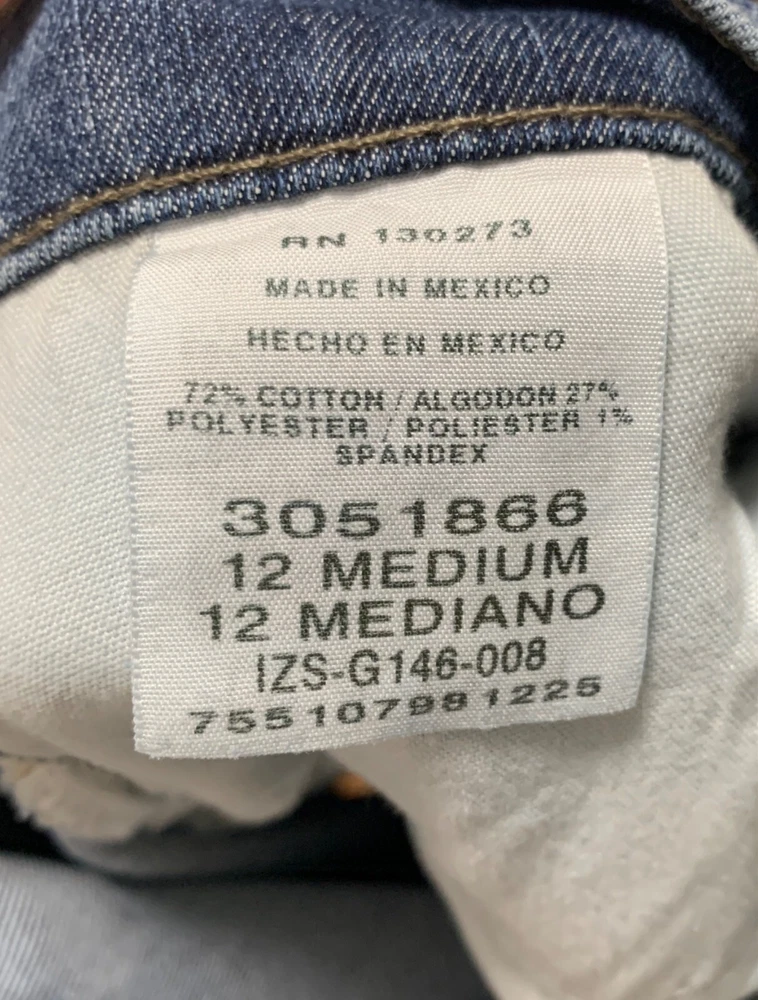 RN 130273
MADE IN MEXICO
HECHO EN MEXICO
72% COTTON / ALGODON 27%
POLYESTER / POLIESTER 1%
SPANDEX
3051866
12 MEDIUM
12 MEDIANO
IZS-G146-008
755107981225